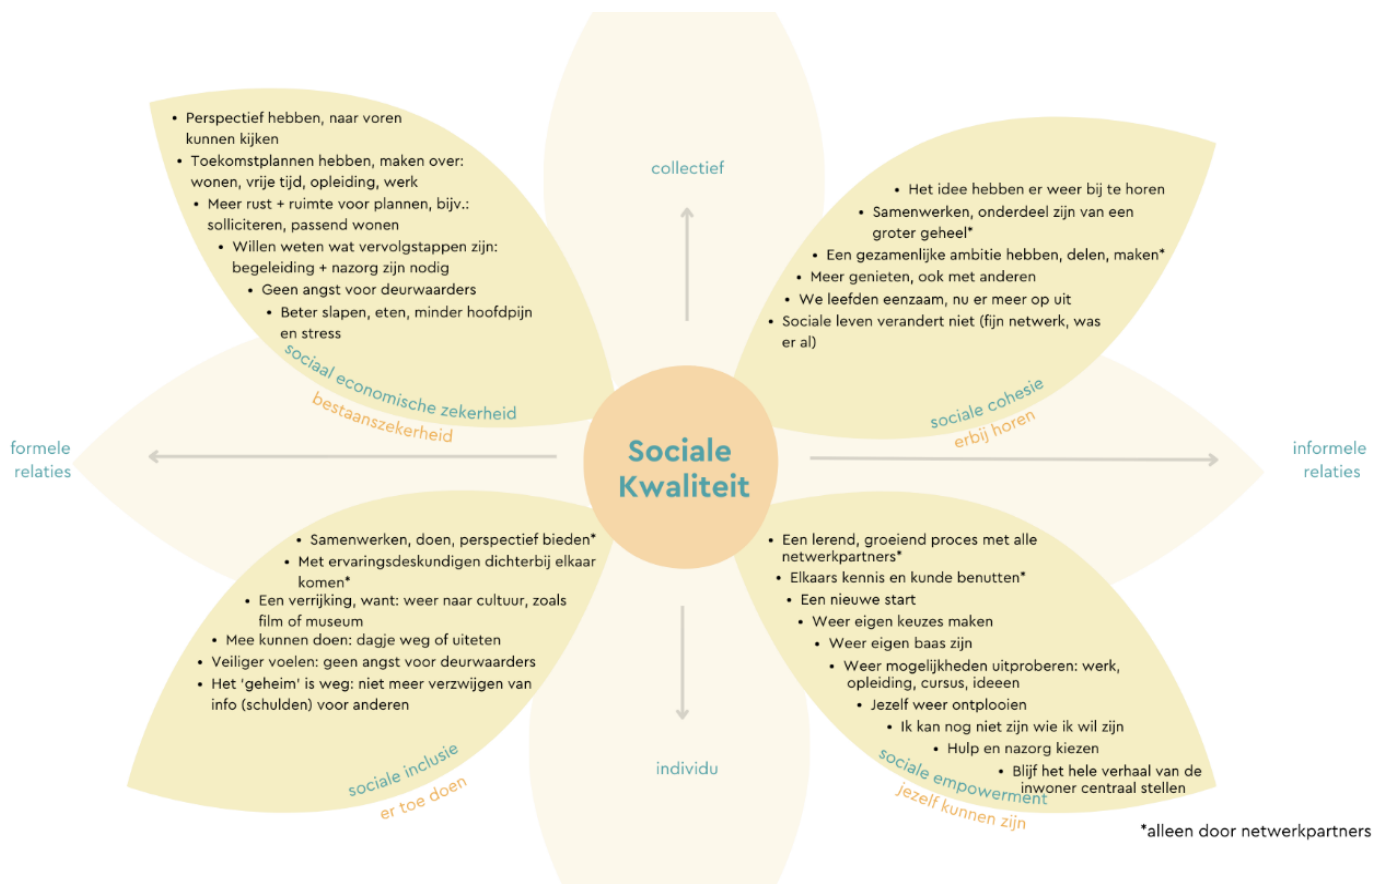 collectief
• Perspectief hebben, naar voren
kunnen kijken
• Toekomstplannen hebben, maken over:
wonen, vrije tijd, opleiding, werk
• Meer rust + ruimte voor plannen, bijv.:
solliciteren, passend wonen
• Willen weten wat vervolgstappen zijn:
begeleiding + nazorg zijn nodig
• Geen angst voor deurwaarders
• Beter slapen, eten, minder hoofdpijn
en stress
sociaal economische zekerheid
bestaanszekerheid
• Het idee hebben er weer bij te horen
• Samenwerken, onderdeel zijn van een
groter geheel*
• Een gezamenlijke ambitie hebben, delen, maken*
• Meer genieten, ook met anderen
• We leefden eenzaam, nu er meer op uit
• Sociale leven verandert niet (fijn netwerk, was
er al)
sociale cohesie
erbij horen
formele
relaties
Sociale
Kwaliteit
informele
relaties
• Samenwerken, doen, perspectief bieden*
• Met ervaringsdeskundigen dichterbij elkaar
komen*
• Een verrijking, want: weer naar cultuur, zoals
film of museum
• Mee kunnen doen: dagje weg of uiteten
• Veiliger voelen: geen angst voor deurwaarders
• Het 'geheim' is weg: niet meer verzwijgen van
info (schulden) voor anderen
sociale inclusie
er toe doen
• Een lerend, groeiend proces met alle
netwerkpartners*
• Elkaars kennis en kunde benutten*
• Een nieuwe start
• Weer eigen keuzes maken
• Weer eigen baas zijn
• Weer mogelijkheden uitproberen: werk,
opleiding, cursus, ideeen
• Jezelf weer ontplooien
• Ik kan nog niet zijn wie ik wil zijn
• Hulp en nazorg kiezen
• Blijf het hele verhaal van de
inwoner centraal stellen
sociale empowerment
jezelf kunnen zijn
individu
*alleen door netwerkpartners